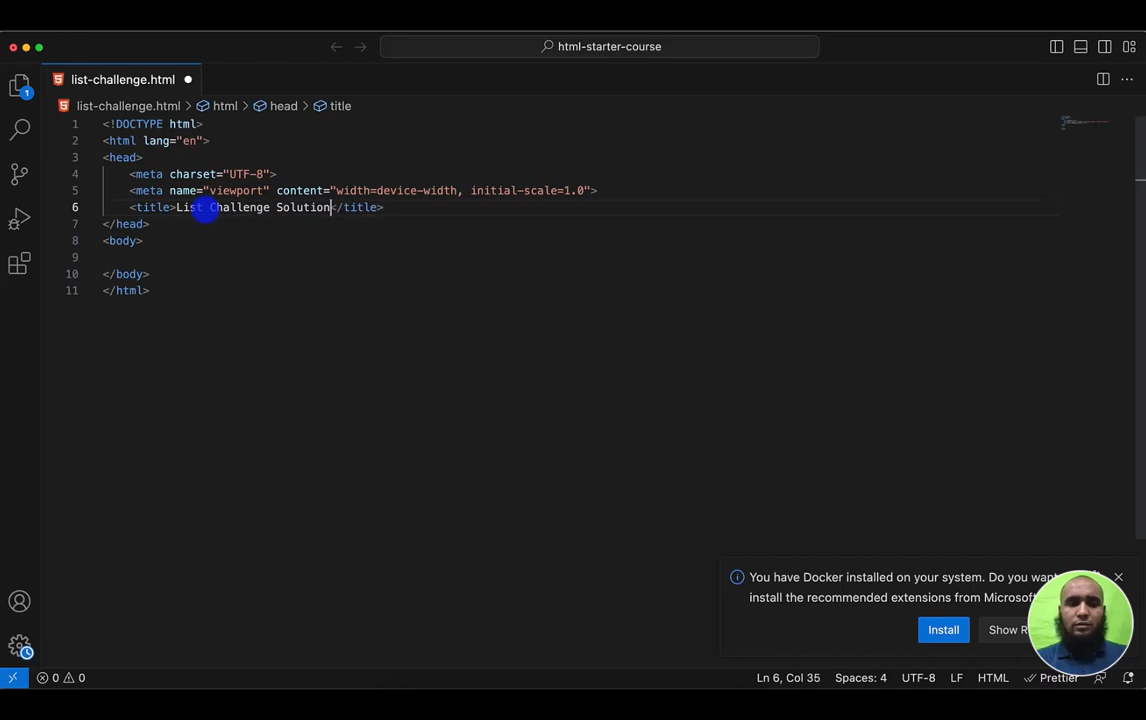 html-starter-course
list-challenge.html
list-challenge.html > html > head > title
1 <!DOCTYPE html>
2 <html lang="en">
3 <head>
4 <meta charset="UTF-8">
5 <meta name="viewport" content="width=device-width, initial-scale=1.0">
6 <title>List Challenge Solution</title>
7 </head>
8 <body>
9
10 </body>
11 </html>
1
You have Docker installed on your system. Do you want
install the recommended extensions from Microsoft
Install Show
0 0 Ln 6, Col 35 Spaces: 4 UTF-8 LF HTML Prettier